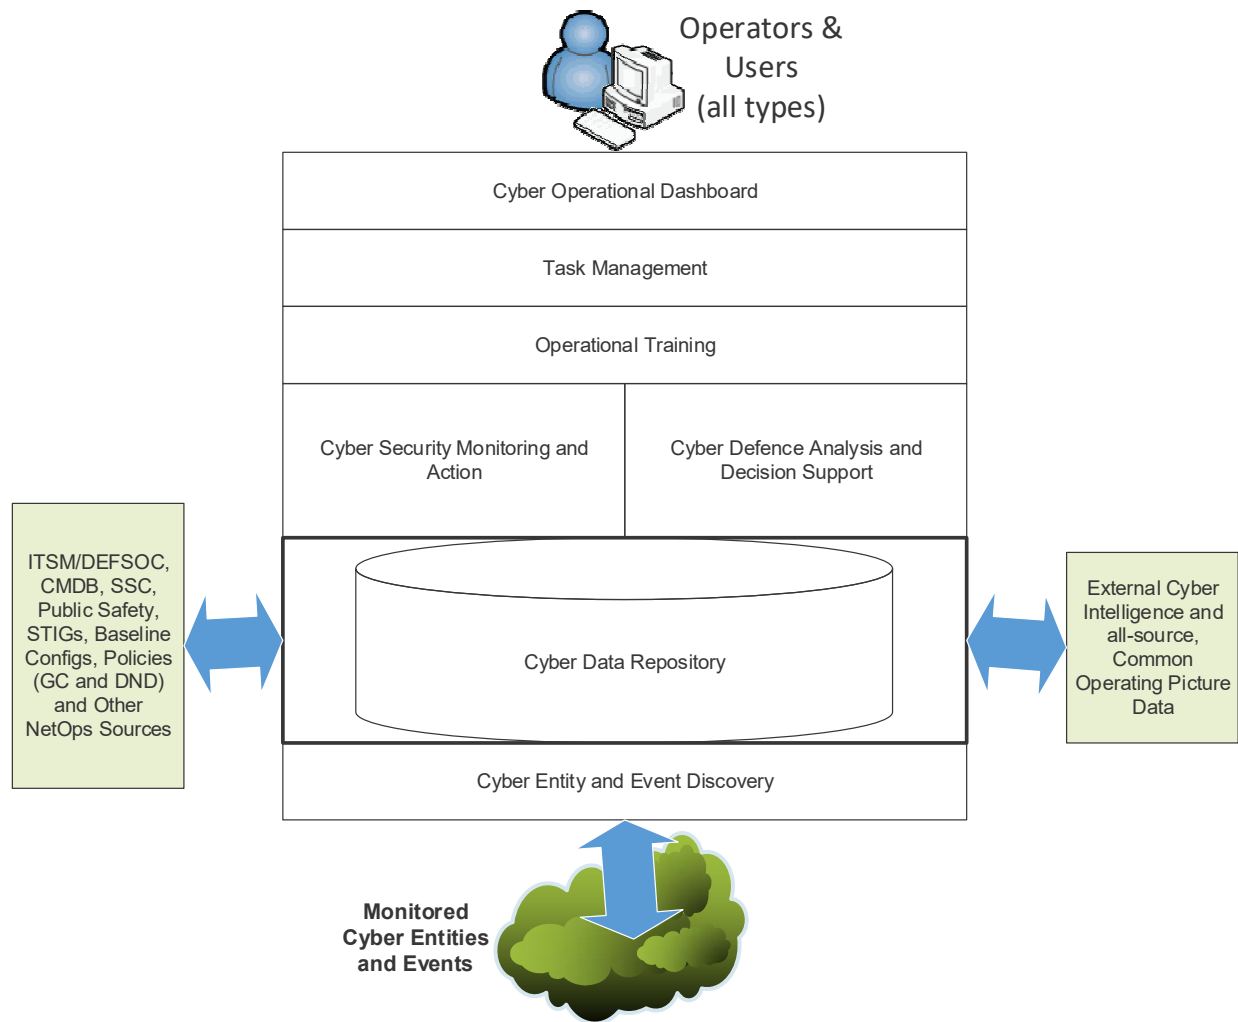 Operators &
Users
(all types)
Cyber Operational Dashboard
Task Management
Operational Training
Cyber Security Monitoring and
Action
Cyber Defence Analysis and
Decision Support
ITSM/DEFSOC,
CMDB, SSC,
Public Safety,
STIGs, Baseline
Configs, Policies
(GC and DND)
and Other
NetOps Sources
Cyber Data Repository
External Cyber
Intelligence and
all-source,
Common
Operating Picture
Data
Cyber Entity and Event Discovery
Monitored
Cyber Entities
and Events